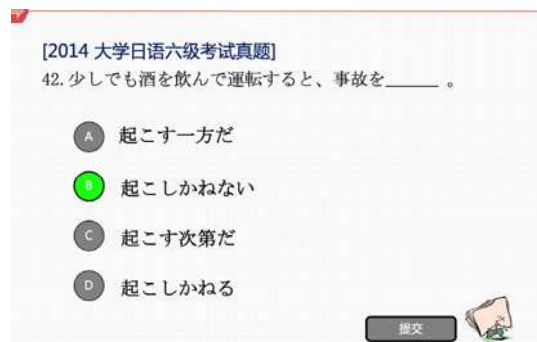 [2014 大学日语六级考试真题]
42.少しでも酒を飲んで運転すると、事故を_____ 。
A 起こす一方だ
B 起こしかねない
C 起こす次第だ
D 起こしかねる
提交